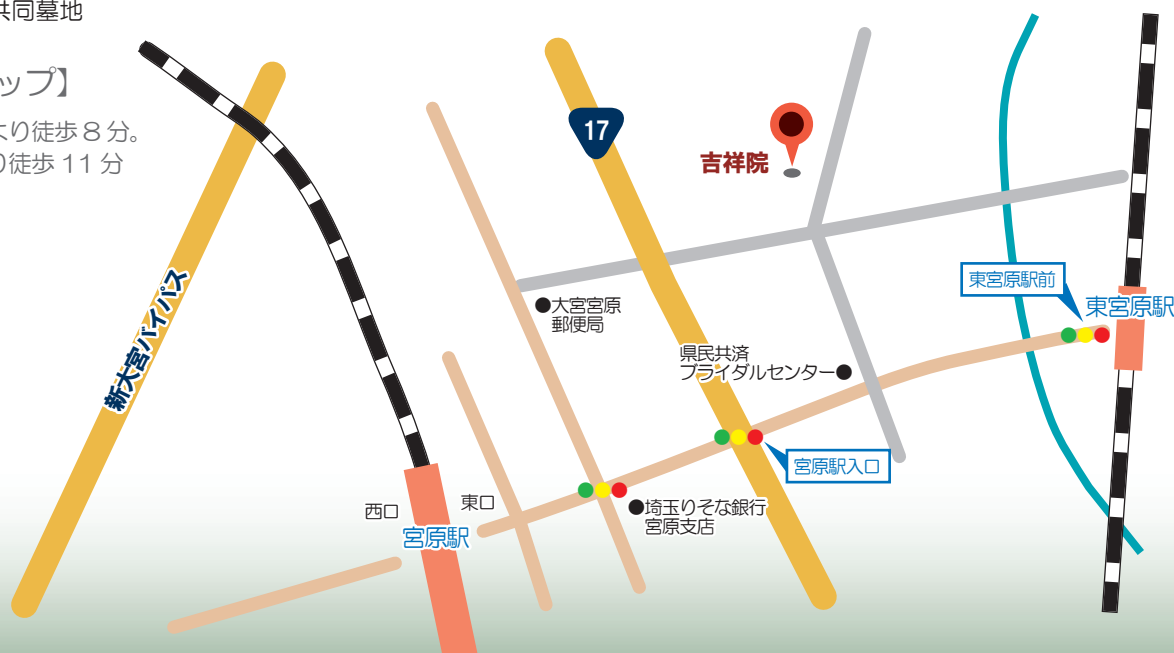 共同墓地
ップ】
より徒歩 8 分。
り徒歩 11 分
17
吉祥院
新大宮バイパス
大宮宮原
郵便局
東宮原駅前
東宮原駅
県民共済
ブライダルセンター
宮原駅入口
西口
東口
宮原駅
埼玉りそな銀行
宮原支店